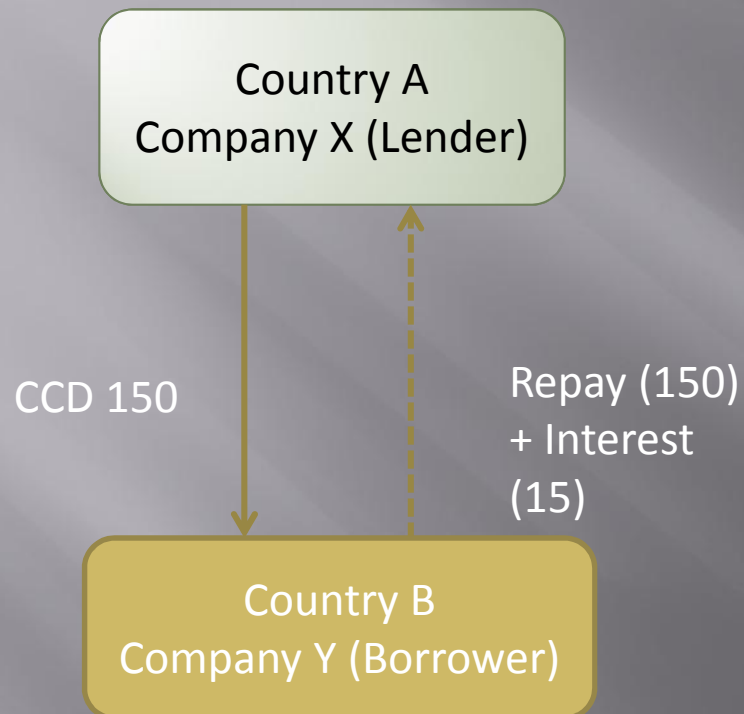 Country A
Company X (Lender)
CCD 150
Repay (150)
+ Interest
(15)
Country B
Company Y (Borrower)